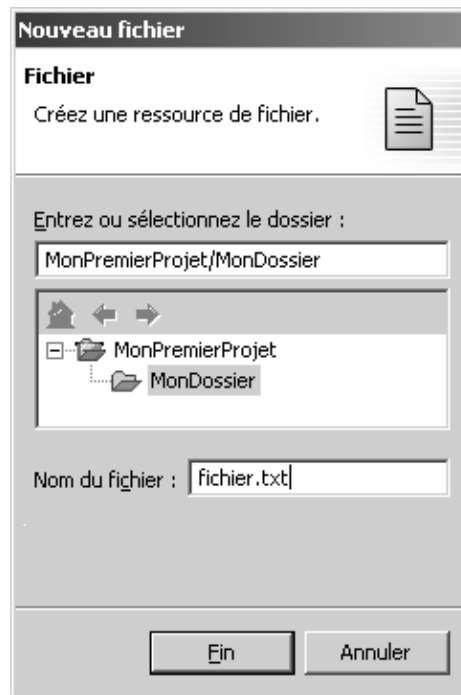 Nouveau fichier
Fichier
Créez une ressource de fichier.
Entrez ou sélectionnez le dossier :
MonPremierProjet/MonDossier
MonPremierProjet
MonDossier
Nom du fichier : fichier.txt
Fin Annuler